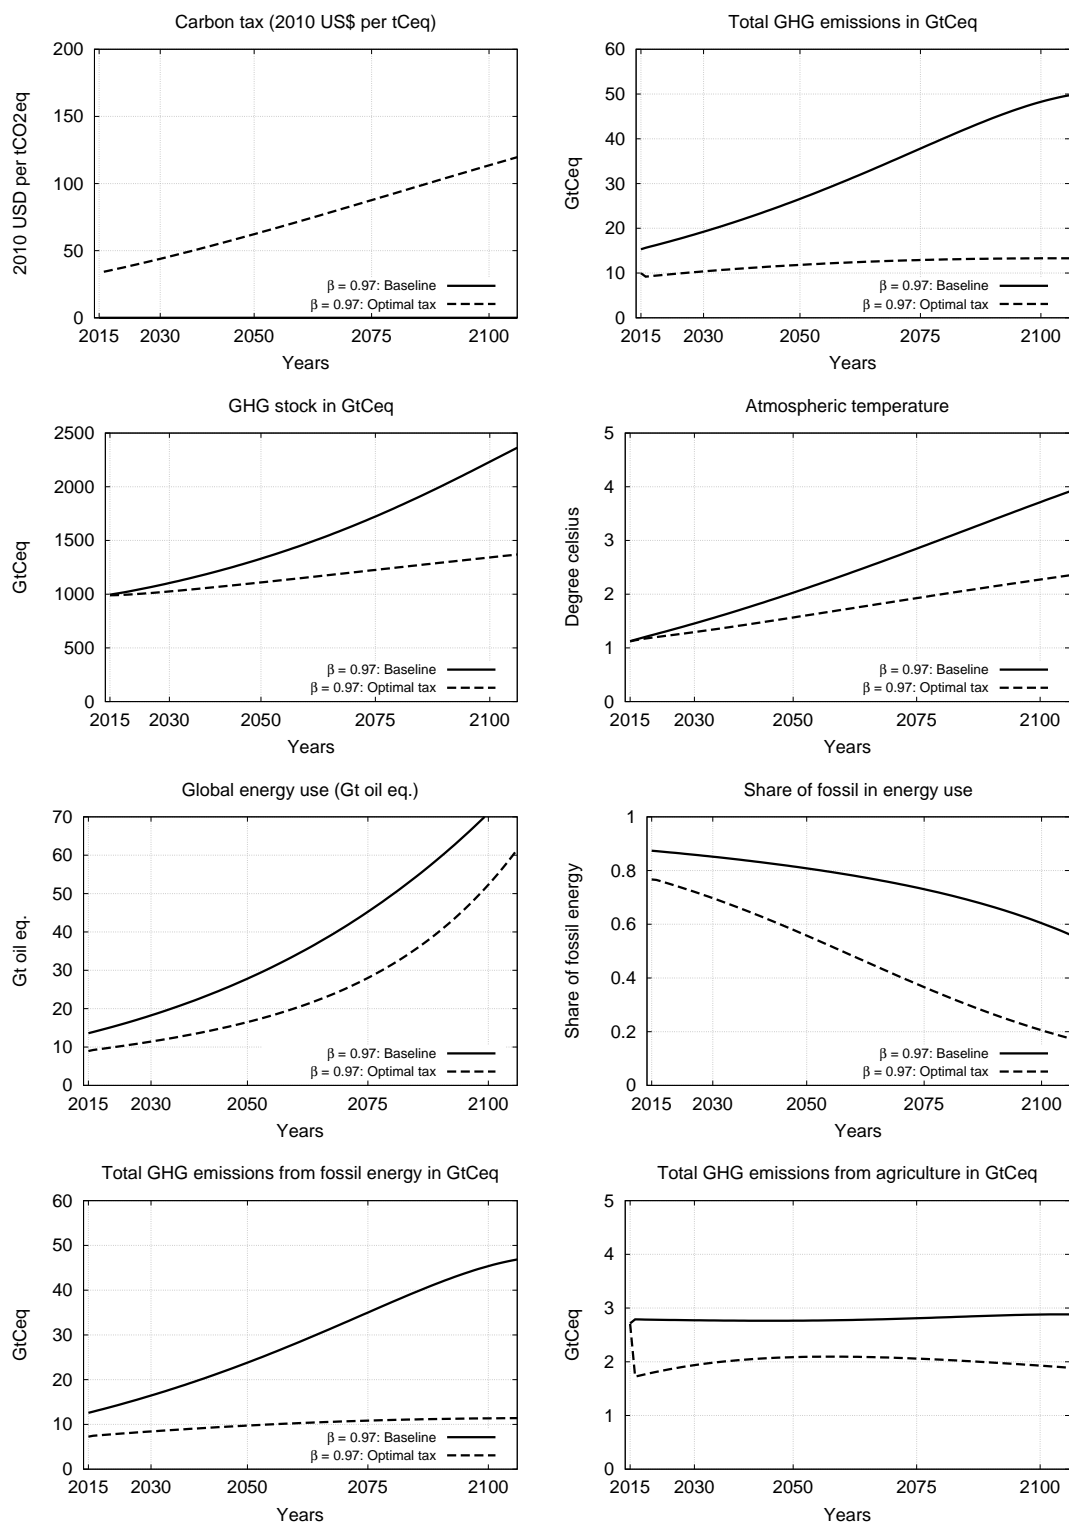 Carbon tax (2010 US$ per tCeq)
200
150
100
50
0
2010 USD per tCO2eq
2015 2030 2050 2075 2100
Years
β = 0.97: Baseline
β = 0.97: Optimal tax
Total GHG emissions in GtCeq
60
50
40
30
20
10
0
GtCeq
2015 2030 2050 2075 2100
Years
β = 0.97: Baseline
β = 0.97: Optimal tax
GHG stock in GtCeq
2500
2000
1500
1000
500
0
GtCeq
2015 2030 2050 2075 2100
Years
β = 0.97: Baseline
β = 0.97: Optimal tax
Atmospheric temperature
5
4
3
2
1
0
Degree celsius
2015 2030 2050 2075 2100
Years
β = 0.97: Baseline
β = 0.97: Optimal tax
Global energy use (Gt oil eq.)
70
60
50
40
30
20
10
0
Gt oil eq.
2015 2030 2050 2075 2100
Years
β = 0.97: Baseline
β = 0.97: Optimal tax
Share of fossil in energy use
1
0.8
0.6
0.4
0.2
0
Share of fossil energy
2015 2030 2050 2075 2100
Years
β = 0.97: Baseline
β = 0.97: Optimal tax
Total GHG emissions from fossil energy in GtCeq
60
50
40
30
20
10
0
GtCeq
2015 2030 2050 2075 2100
Years
β = 0.97: Baseline
β = 0.97: Optimal tax
Total GHG emissions from agriculture in GtCeq
5
4
3
2
1
0
GtCeq
2015 2030 2050 2075 2100
Years
β = 0.97: Baseline
β = 0.97: Optimal tax